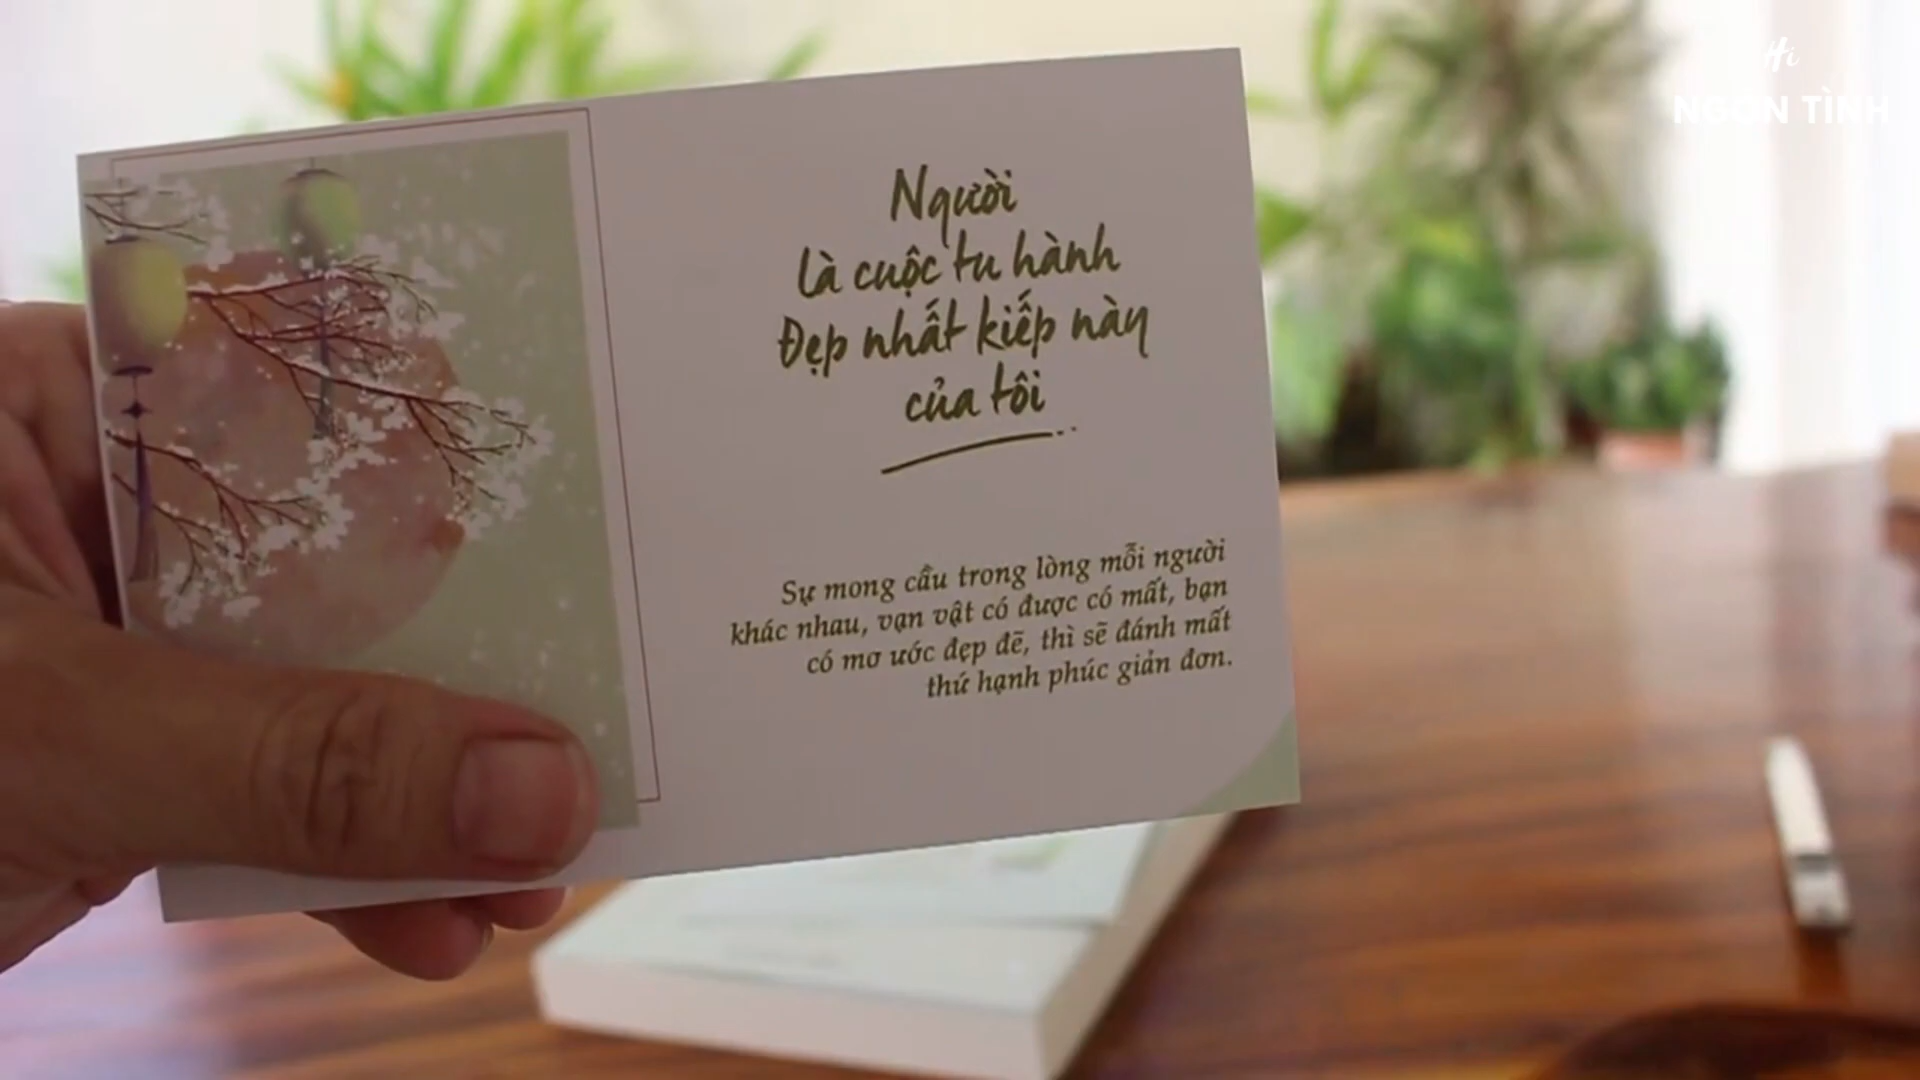 Hi
NGÔN TÌNH
Người
là cuộc tu hành
Đẹp nhất kiếp này
của tôi
Sự mong cầu trong lòng mỗi người
khác nhau, vạn vật có được có mất, bạn
có mơ ước đẹp đẽ, thì sẽ đánh mất
thứ hạnh phúc giản đơn.